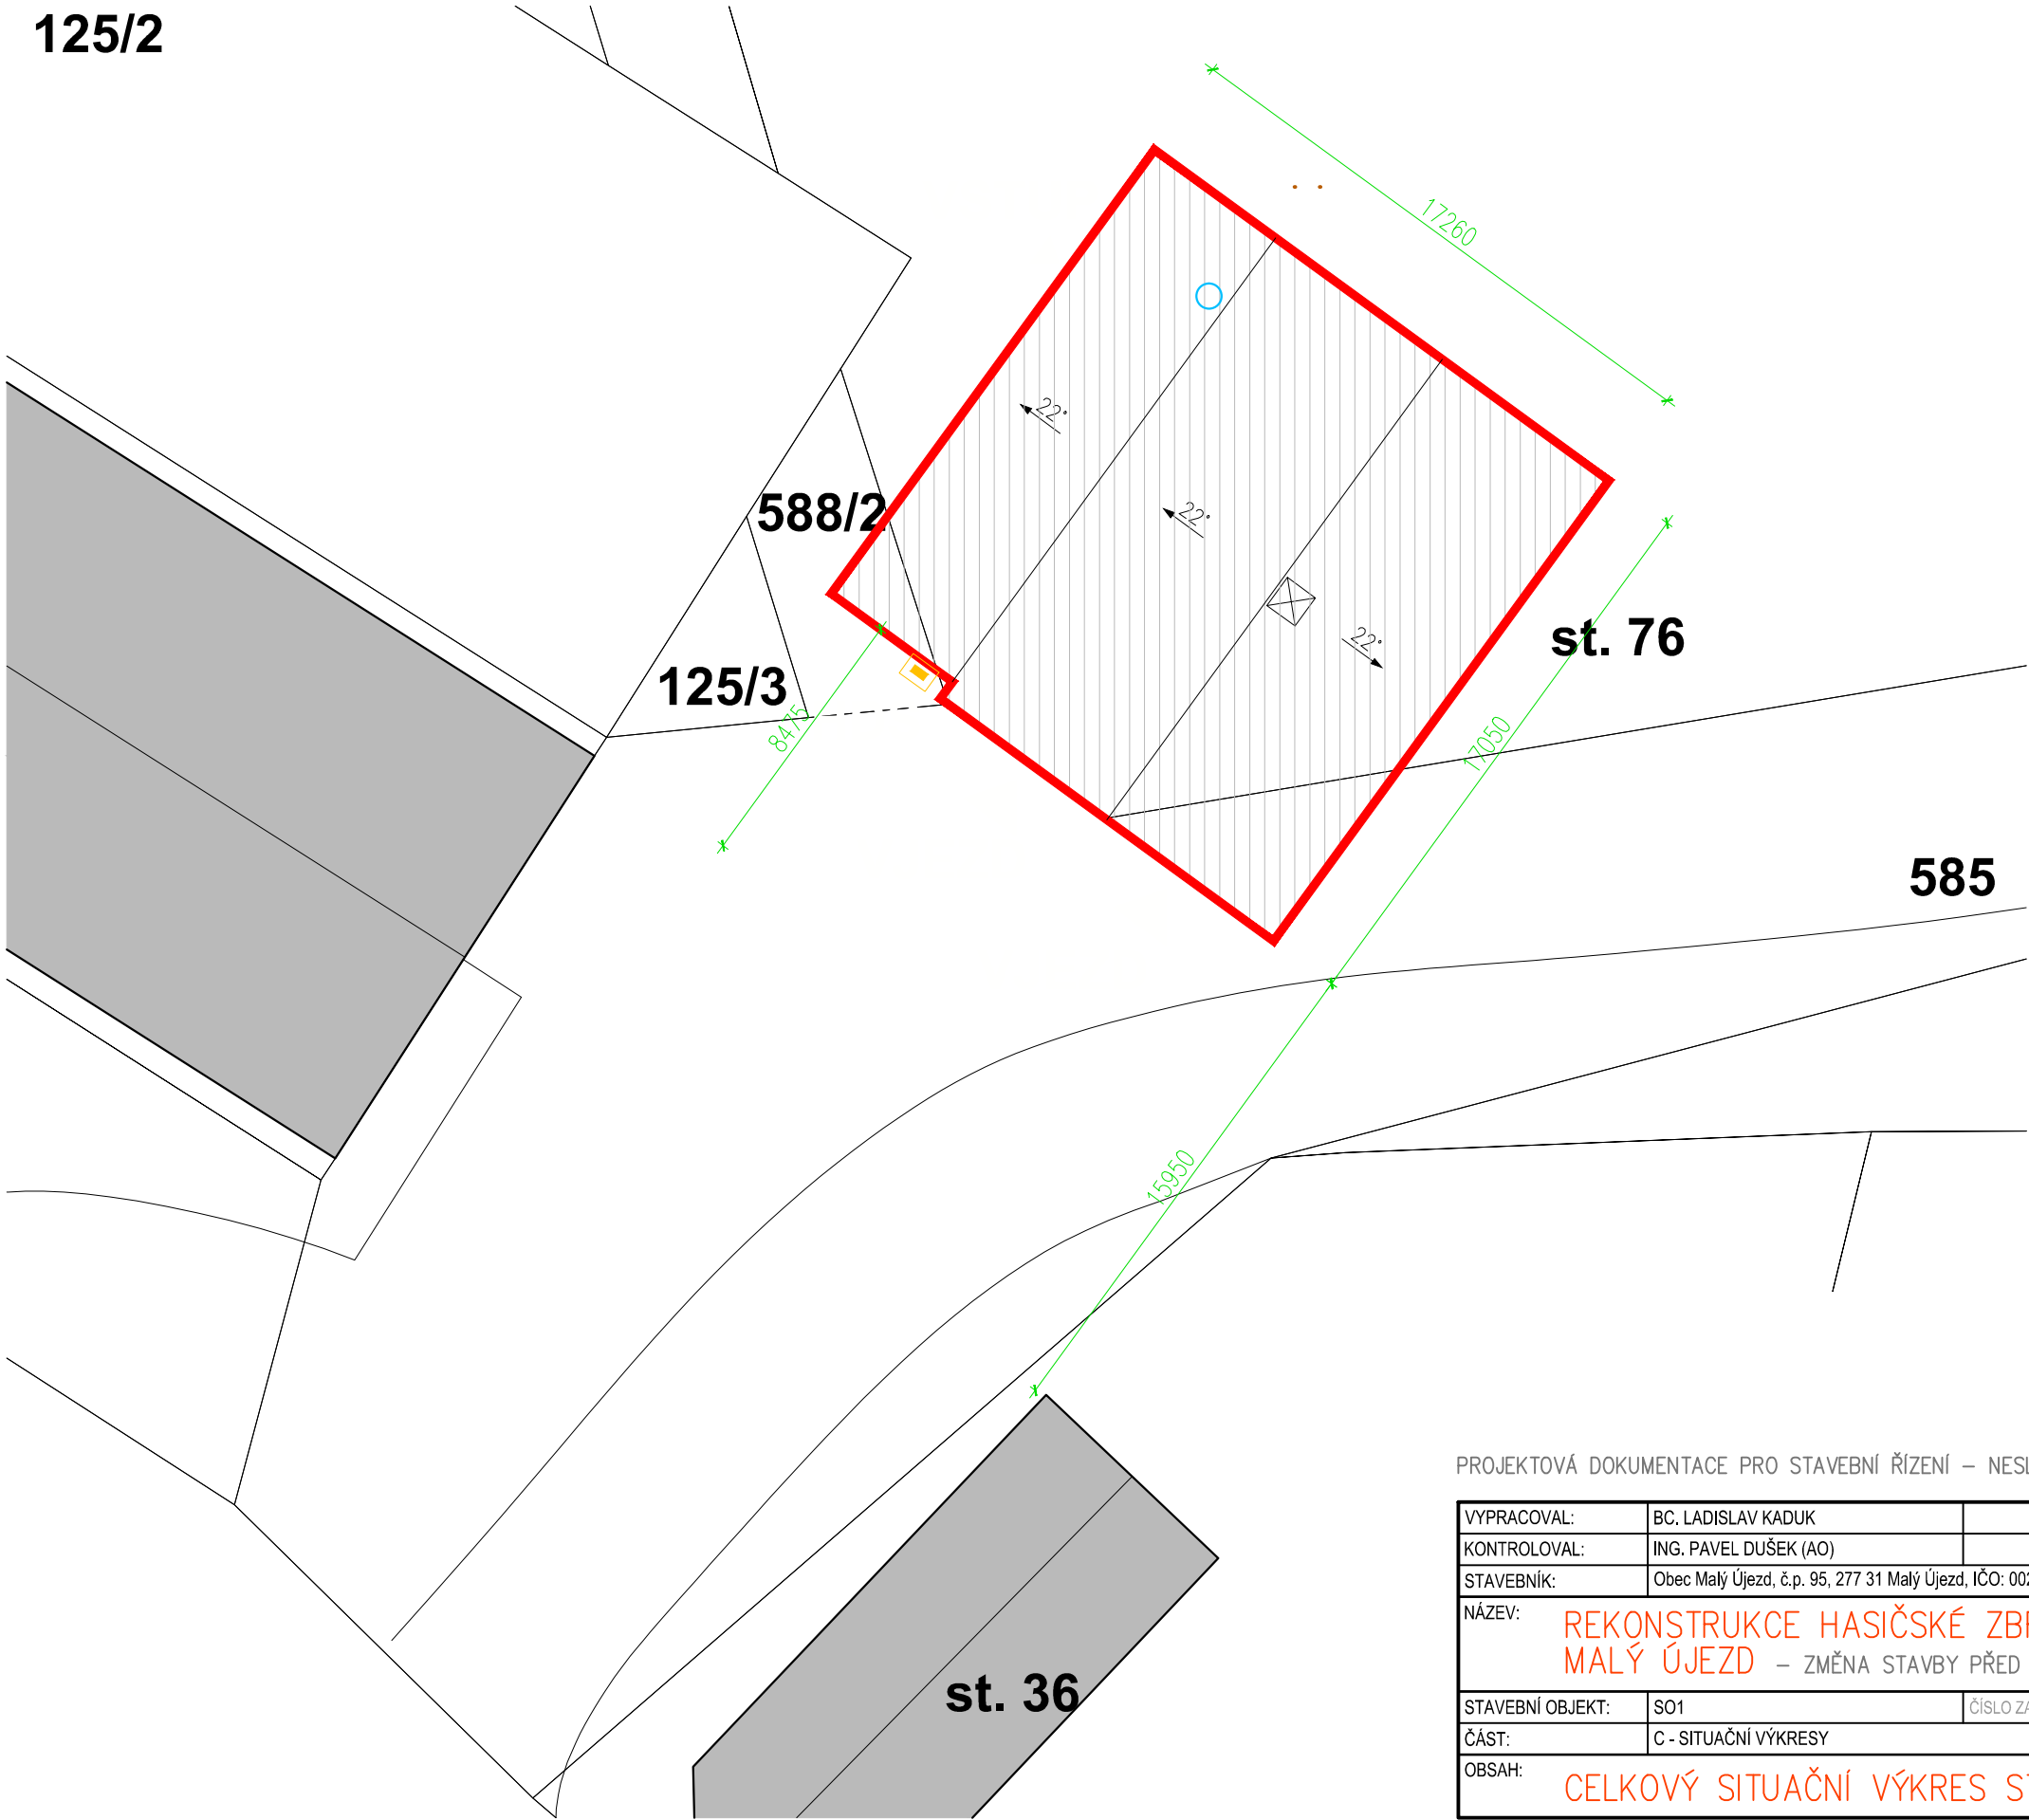 125/2
17260
22°
588/2
22°
22°
st. 76
125/3
8475
17050
585
15950
st. 36
PROJEKTOVÁ DOKUMENTACE PRO STAVEBNÍ ŘÍZENÍ –
VYPRACOVAL: BC. LADISLAV KADUK
KONTROLOVAL: ING. PAVEL DUŠEK (AO)
STAVEBNÍK: Obec Malý Újezd, č.p. 95, 277 31 Malý Újezd, IČO:
NÁZEV: REKONSTRUKCE HASIČSKÉ
MALÝ ÚJEZD – ZMĚNA STAVBY PŘED
STAVEBNÍ OBJEKT: SO1 ČÍSLO
ČÁST: C - SITUAČNÍ VÝKRESY
OBSAH: CELKOVÝ SITUAČNÍ VÝKRES